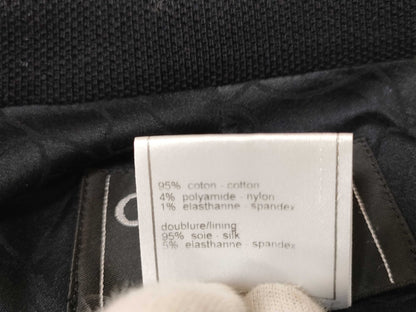 95% coton - cotton
4% polyamide - nylon
1% elasthanne - spandex
doublure/lining
95% soie - silk
5% elasthanne - spandex
C